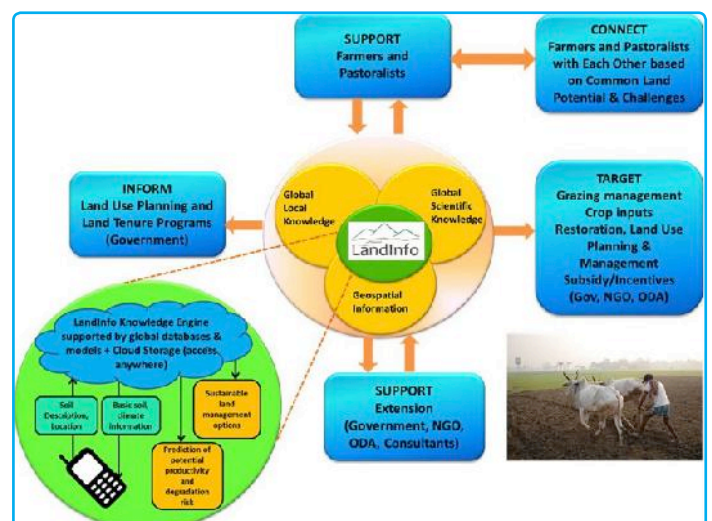 SUPPORT
Farmers and
Pastoralists
CONNECT
Farmers and Pastoralists
with Each Other based
on Common Land
Potential & Challenges
INFORM
Land Use Planning and
Land Tenure Programs
(Government)
Global
Local
Knowledge
Global
Scientific
Knowledge
LandInfo
Geospatial
Information
TARGET
Grazing management
Crop inputs
Restoration, Land Use
Planning &
Management
Subsidy/Incentives
(Gov, NGO, ODA)
LandInfo Knowledge Engine
supported by global databases &
models + Cloud Storage (access
anywhere)
Soil
Description,
Location
Basic soil,
climate
information
Sustainable
land
management
options
Prediction of
potential
productivity
and
degradation
risk
SUPPORT
Extension
(Government, NGO,
ODA, Consultants)